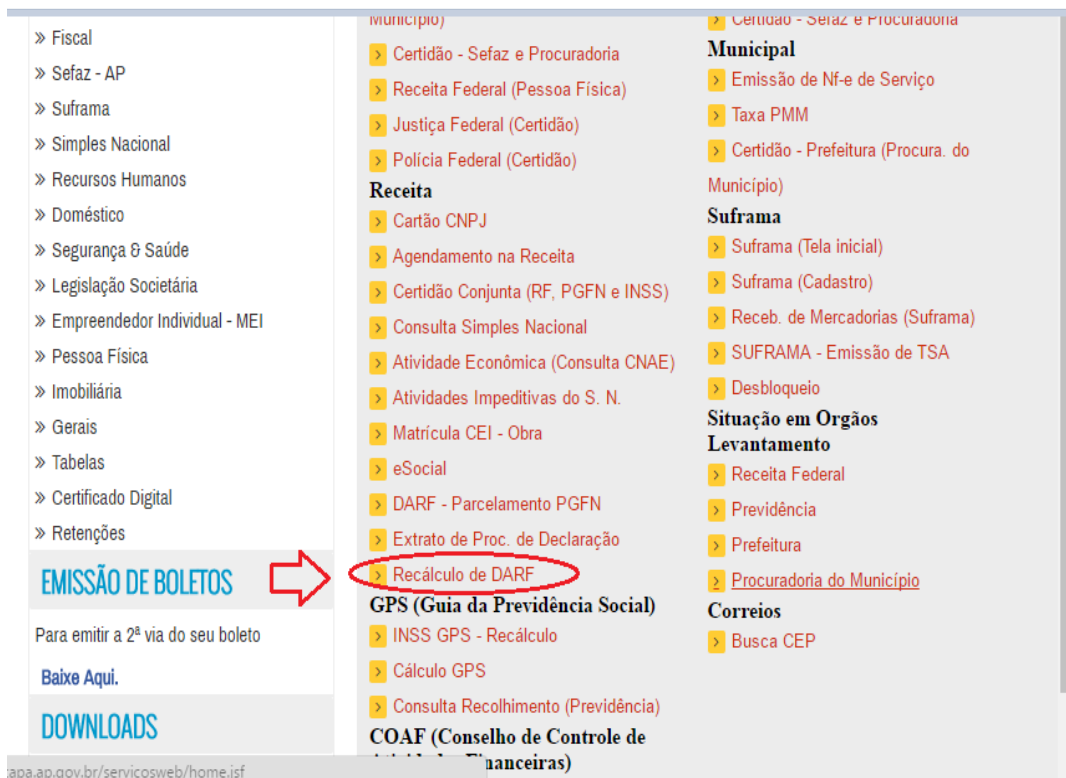 » Fiscal
» Sefaz - AP
» Suframa
» Simples Nacional
» Recursos Humanos
» Doméstico
» Segurança & Saúde
» Legislação Societária
» Empreendedor Individual - MEI
» Pessoa Física
» Imobiliária
» Gerais
» Tabelas
» Certificado Digital
» Retenções
EMISSÃO DE BOLETOS
Para emitir a 2ª via do seu boleto
Baixe Aqui.
DOWNLOADS
apa.ap.gov.br/servicosweb/home.jsf
Município)
Certidão - Sefaz e Procuradoria
Receita Federal (Pessoa Física)
Justiça Federal (Certidão)
Polícia Federal (Certidão)
Receita
Cartão CNPJ
Agendamento na Receita
Certidão Conjunta (RF, PGFN e INSS)
Consulta Simples Nacional
Atividade Econômica (Consulta CNAE)
Atividades Impeditivas do S. N.
Matrícula CEI - Obra
eSocial
DARF - Parcelamento PGFN
Extrato de Proc. de Declaração
Recálculo de DARF
GPS (Guia da Previdência Social)
INSS GPS - Recálculo
Cálculo GPS
Consulta Recolhimento (Previdência)
COAF (Conselho de Controle de
Financeiras)
Certidão - Sefaz e Procuradoria
Municipal
Emissão de Nf-e de Serviço
Taxa PMM
Certidão - Prefeitura (Procura. do
Município)
Suframa
Suframa (Tela inicial)
Suframa (Cadastro)
Receb. de Mercadorias (Suframa)
SUFRAMA - Emissão de TSA
Desbloqueio
Situação em Orgãos
Levantamento
Receita Federal
Previdência
Prefeitura
Procuradoria do Município
Correios
Busca CEP